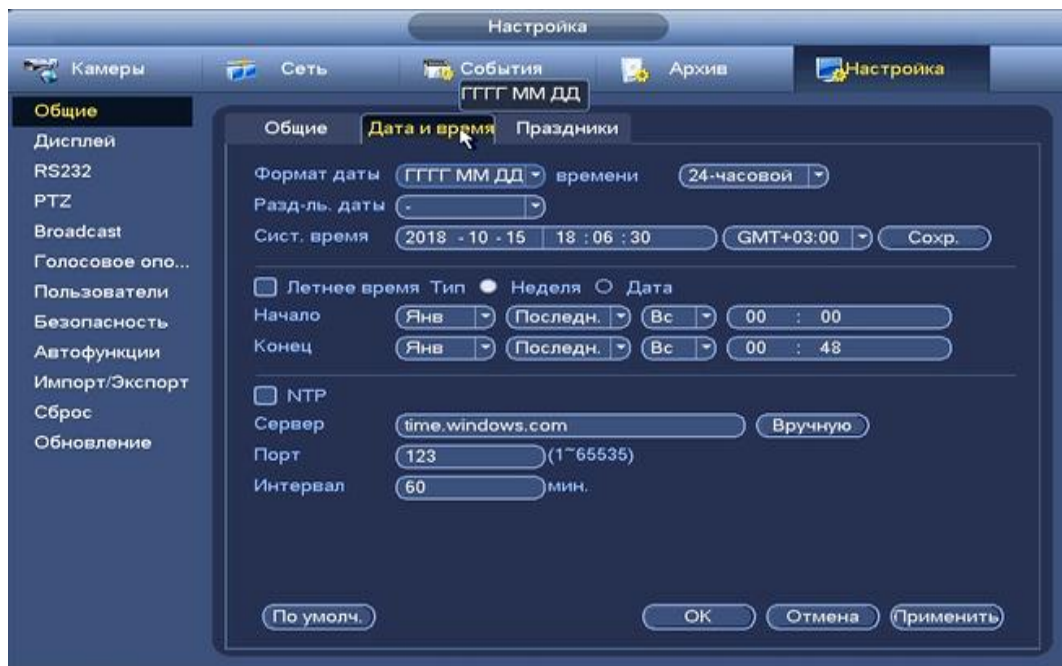 Настройка
Камеры Сеть События Архив Настройка
ГГГГ ММ ДД
Общие
Дисплей
RS232
PTZ
Broadcast
Голосовое опо...
Пользователи
Безопасность
Автофункции
Импорт/Экспорт
Сброс
Обновление
Общие Дата и время Праздники
Формат даты ГГГГ ММ ДД времени 24-часовой
Разд-ль. даты -
Сист. время 2018 - 10 - 15 18 : 06 : 30 GMT+03:00 Сохр.
Летнее время Тип Неделя Дата
Начало Янв Последн. Вс 00 : 00
Конец Янв Последн. Вс 00 : 48
NTP
Сервер time.windows.com Вручную
Порт 123 (1~65535)
Интервал 60 мин.
По умолч. OK Отмена Применить